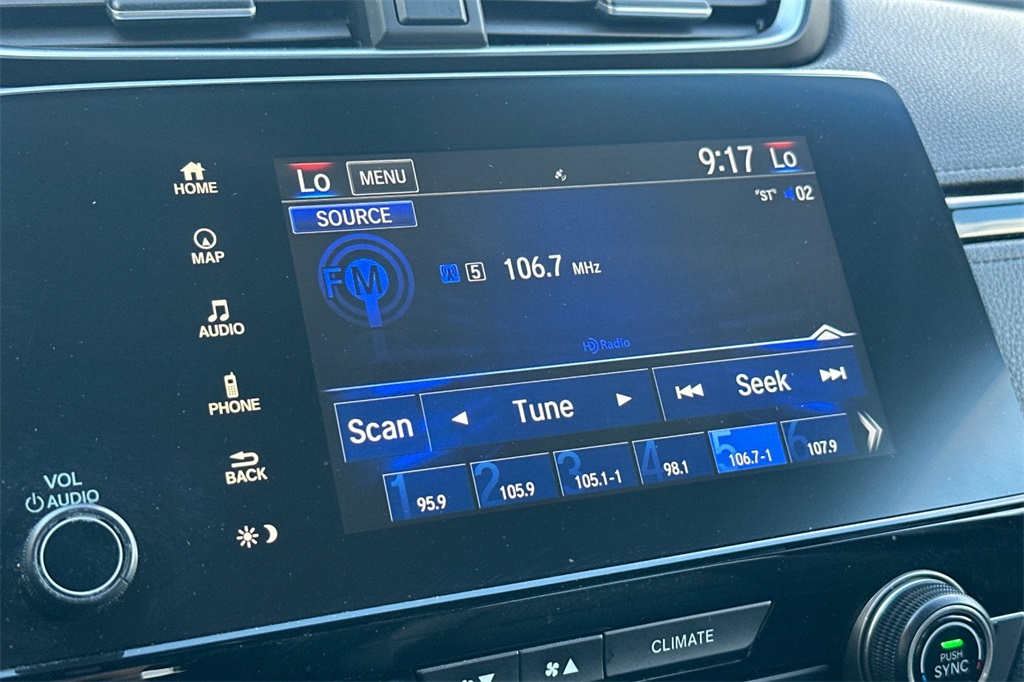 Lo MENU 9:17 Lo
SOURCE "ST" 02
FM 5 106.7 MHz
HD Radio
Scan Tune Seek
1 95.9 2 105.9 3 105.1-1 4 98.1 5 106.7-1 6 107.9
HOME
MAP
AUDIO
PHONE
BACK
VOL
AUDIO
CLIMATE
PUSH
SYNC